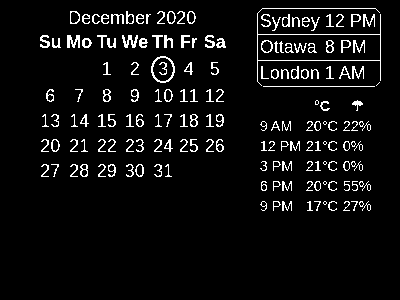 December 2020
Su Mo Tu We Th Fr Sa
1 2 3 4 5
6 7 8 9 10 11 12
13 14 15 16 17 18 19
20 21 22 23 24 25 26
27 28 29 30 31
Sydney 12 PM
Ottawa 8 PM
London 1 AM
°C ☂
9 AM 20°C 22%
12 PM 21°C 0%
3 PM 21°C 0%
6 PM 20°C 55%
9 PM 17°C 27%